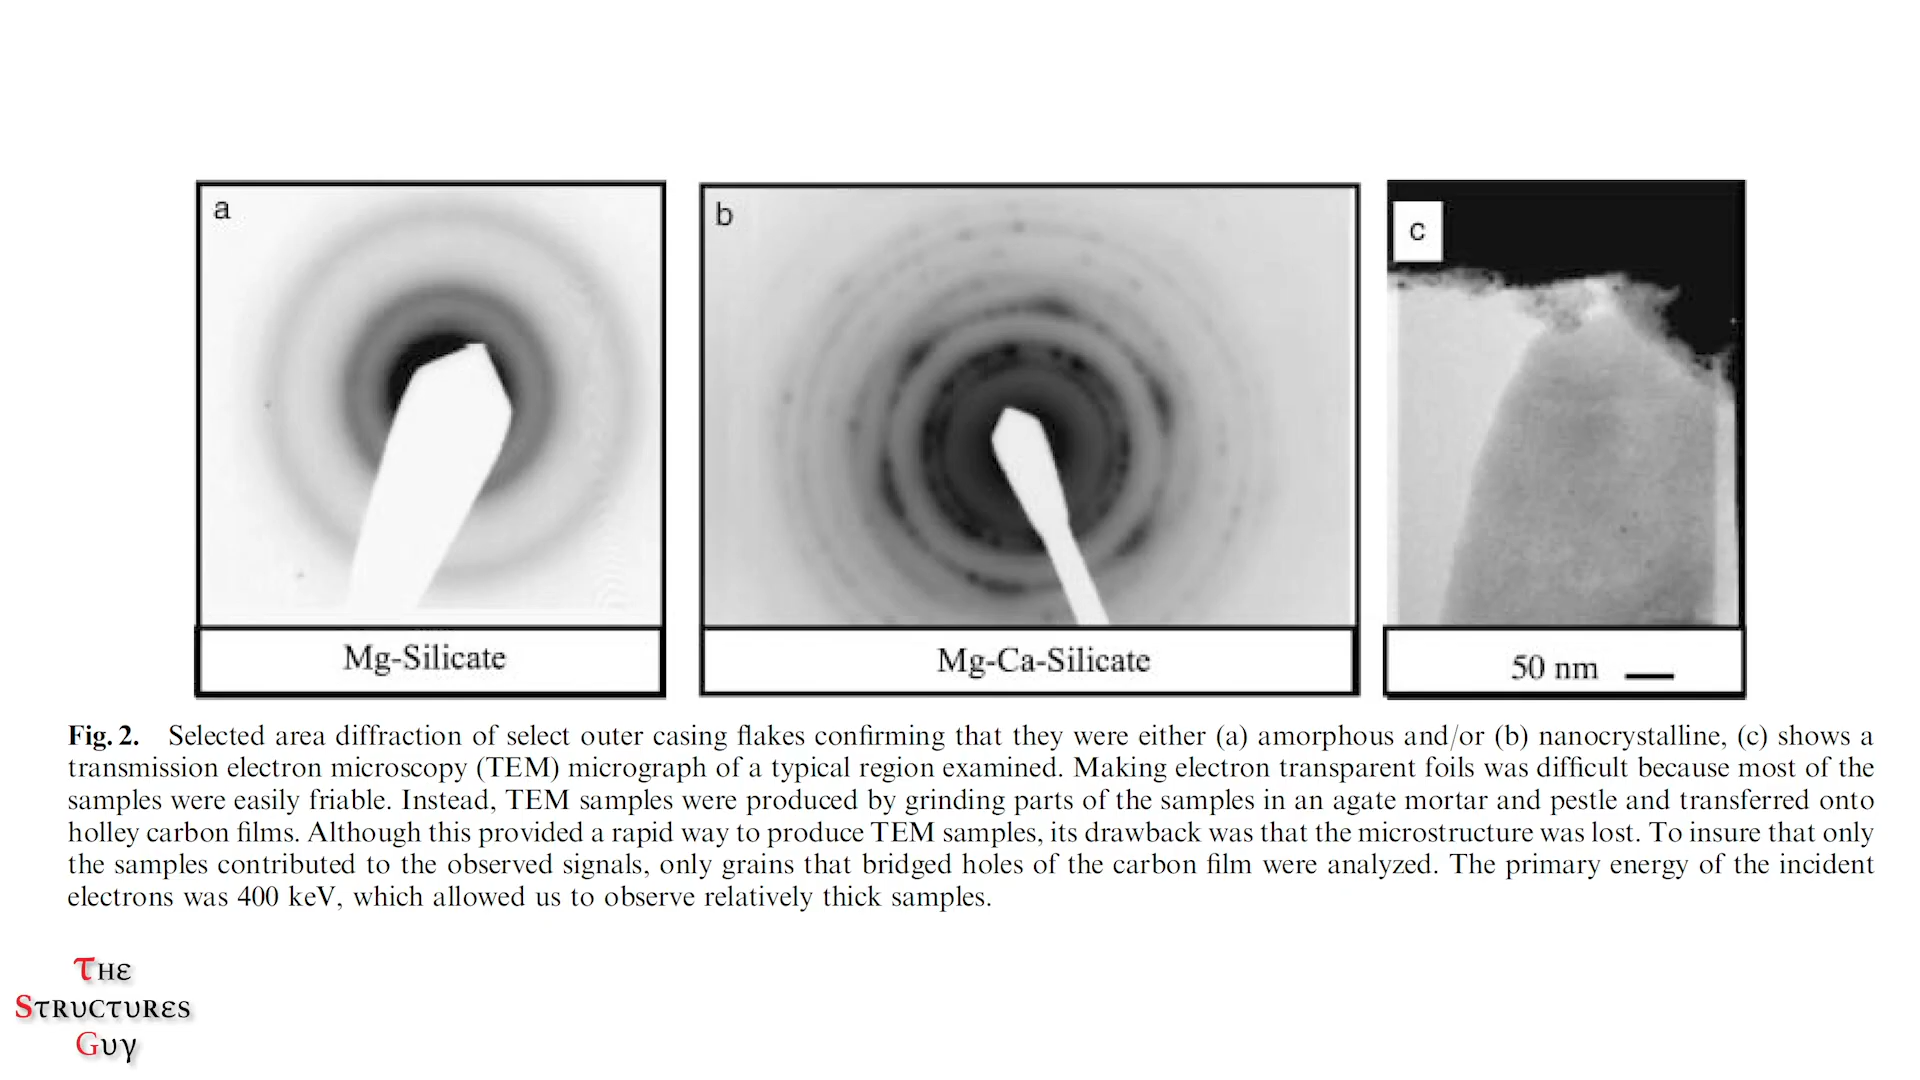 a
b
c
Mg-Silicate
Mg-Ca-Silicate
50 nm
Fig. 2. Selected area diffraction of select outer casing flakes confirming that they were either (a) amorphous and/or (b) nanocrystalline, (c) shows a
transmission electron microscopy (TEM) micrograph of a typical region examined. Making electron transparent foils was difficult because most of the
samples were easily friable. Instead, TEM samples were produced by grinding parts of the samples in an agate mortar and pestle and transferred onto
holley carbon films. Although this provided a rapid way to produce TEM samples, its drawback was that the microstructure was lost. To insure that only
the samples contributed to the observed signals, only grains that bridged holes of the carbon film were analyzed. The primary energy of the incident
electrons was 400 keV, which allowed us to observe relatively thick samples.
τHε
SτRυCτυRεS
Gυγ